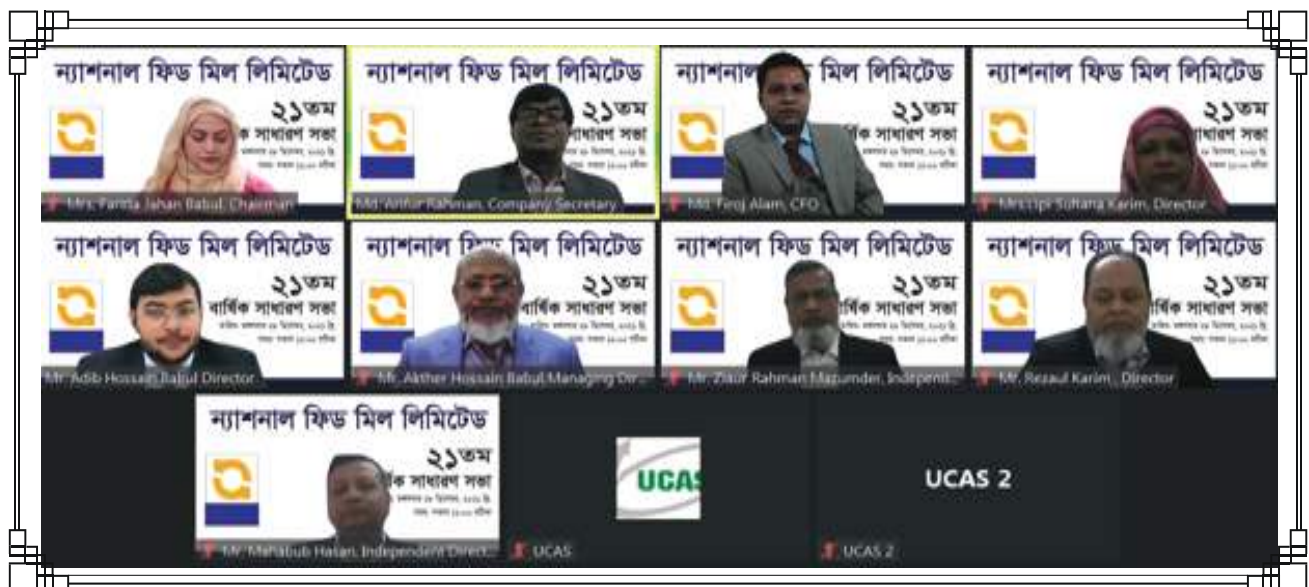 ন্যাশনাল ফিড মিল লিমিটেড
২১তম
ক সাধারণ সভা
Mrs. Farida Jahan Babul, Chairman
ন্যাশনাল ফিড মিল লিমিটেড
২১তম
সাধারণ সভা
Md. Arifur Rahman, Company Secretary
ন্যাশনাল মিল লিমিটেড
২১তম
র্ষিক সাধারণ সভা
Md. Firoj Alam, CFO
ন্যাশনাল ফিড মিল লিমিটেড
২১তম
সাধারণ সভা
Mrs. Lipi Sultana Karim, Director
ন্যাশনাল ফিড মিল লিমিটেড
২১তম
বার্ষিক সাধারণ সভা
Mr. Adib Hossain Babul Director
ন্যাশনাল ফিড মিল লিমিটেড
২১তম
র্ষিক সাধারণ সভা
Mr. Akther Hossain Babul Managing Dir...
ন্যাশনাল ফিড মিল লিমিটেড
২১তম
র্ষিক সাধারণ সভা
Mr. Ziaur Rahman Mazumder, Independ...
ন্যাশনাল ফিড মিল লিমিটেড
২১তম
র্ষিক সাধারণ সভা
Mr. Rezaul Karim , Director
ন্যাশনাল ফিড মিল লিমিটেড
২১তম
র্ষিক সাধারণ সভা
Mr. Mahabub Hasan, Independent Direct...
UCAS
UCAS
UCAS 2
UCAS 2